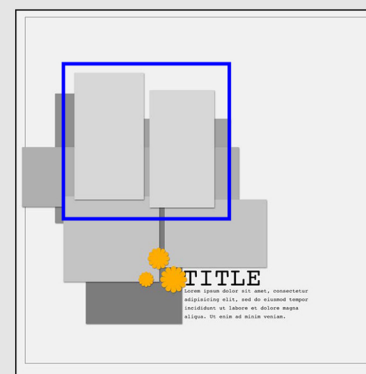 TITLE
Lorem ipsum dolor sit amet, consectetur
adipisicing elit, sed do eiusmod tempor
incididunt ut labore et dolore magna
aliqua. Ut enim ad minim veniam.